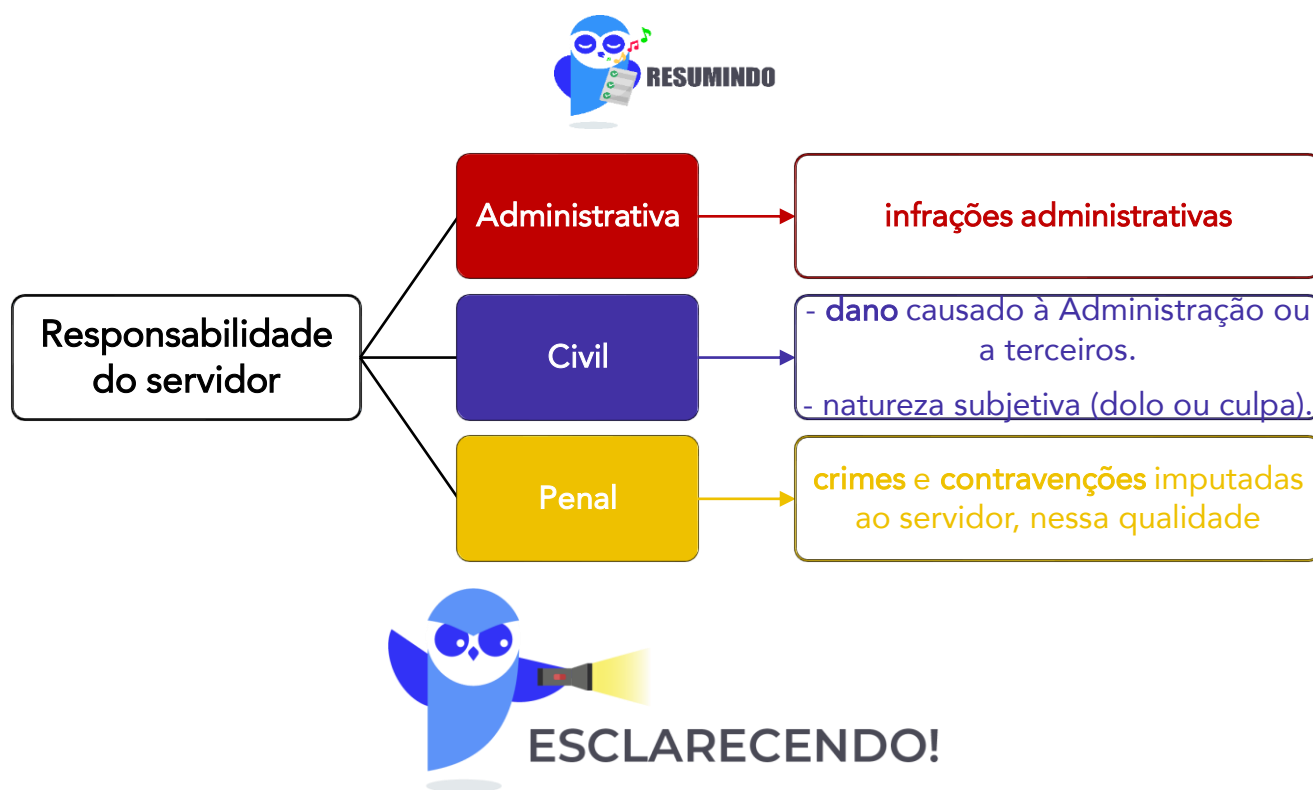 RESUMINDO
Responsabilidade
do servidor
Administrativa
infrações administrativas
Civil
- dano causado à Administração ou
a terceiros.
- natureza subjetiva (dolo ou culpa).
Penal
crimes e contravenções imputadas
ao servidor, nessa qualidade
ESCLARECENDO!